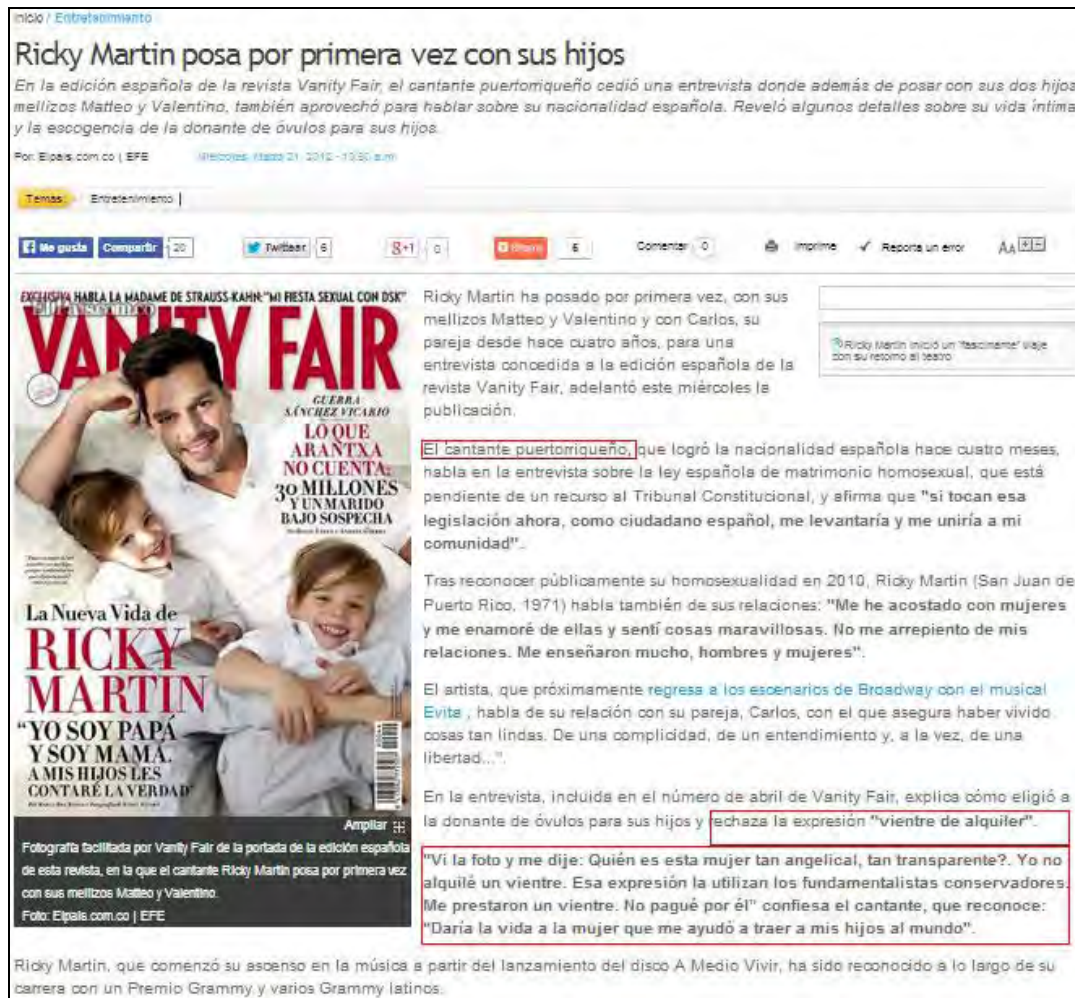 Inicio / Entretenimiento
Ricky Martin posa por primera vez con sus hijos
En la edición española de la revista Vanity Fair, el cantante puertorriqueño cedió una entrevista donde además de posar con sus dos hijos
mellizos Matteo y Valentino, también aprovechó para hablar sobre su nacionalidad española. Reveló algunos detalles sobre su vida íntima
y la escogencia de la donante de óvulos para sus hijos.
Por: Elpais.com.co | EFE Miércoles, Marzo 21, 2012 - 10:50 a.m.
Temas: Entretenimiento |
Me gusta Compartir 20 Twittear 6 g+1 0 Share 6 Comentar 0 Imprime Reporta un error AA + -
EXCLUSIVA HABLA LA MADAME DE STRAUSS-KAHN: "MI FIESTA SEXUAL CON DSK"
Elpais.com.co
VANITY FAIR
GUERRA
SÁNCHEZ VICARIO
LO QUE
ARANTXA
NO CUENTA:
30 MILLONES
Y UN MARIDO
BAJO SOSPECHA
La Nueva Vida de
RICKY
MARTIN
"YO SOY PAPÁ
Y SOY MAMÁ.
A MIS HIJOS LES
CONTARÉ LA VERDAD"
Ampliar
Fotografía facilitada por Vanity Fair de la portada de la edición española
de esta revista, en la que el cantante Ricky Martin posa por primera vez
con sus mellizos Matteo y Valentino.
Foto: Elpais.com.co | EFE
Ricky Martin ha posado por primera vez, con sus
mellizos Matteo y Valentino y con Carlos, su
pareja desde hace cuatro años, para una
entrevista concedida a la edición española de la
revista Vanity Fair, adelantó este miércoles la
publicación.
Ricky Martin inició un "fascinante" viaje
con su retorno al teatro
El cantante puertorriqueño, que logró la nacionalidad española hace cuatro meses,
habla en la entrevista sobre la ley española de matrimonio homosexual, que está
pendiente de un recurso al Tribunal Constitucional, y afirma que "si tocan esa
legislación ahora, como ciudadano español, me levantaría y me uniría a mi
comunidad".
Tras reconocer públicamente su homosexualidad en 2010, Ricky Martin (San Juan de
Puerto Rico, 1971) habla también de sus relaciones: "Me he acostado con mujeres
y me enamoré de ellas y sentí cosas maravillosas. No me arrepiento de mis
relaciones. Me enseñaron mucho, hombres y mujeres".
El artista, que próximamente regresa a los escenarios de Broadway con el musical
Evita , habla de su relación con su pareja, Carlos, con el que asegura haber vivido
cosas tan lindas. De una complicidad, de un entendimiento y, a la vez, de una
libertad...".
En la entrevista, incluida en el número de abril de Vanity Fair, explica cómo eligió a
la donante de óvulos para sus hijos y rechaza la expresión "vientre de alquiler".
"Vi la foto y me dije: Quién es esta mujer tan angelical, tan transparente?. Yo no
alquilé un vientre. Esa expresión la utilizan los fundamentalistas conservadores.
Me prestaron un vientre. No pagué por él" confiesa el cantante, que reconoce:
"Daría la vida a la mujer que me ayudó a traer a mis hijos al mundo".
Ricky Martin, que comenzó su ascenso en la música a partir del lanzamiento del disco A Medio Vivir, ha sido reconocido a lo largo de su
carrera con un Premio Grammy y varios Grammy latinos.